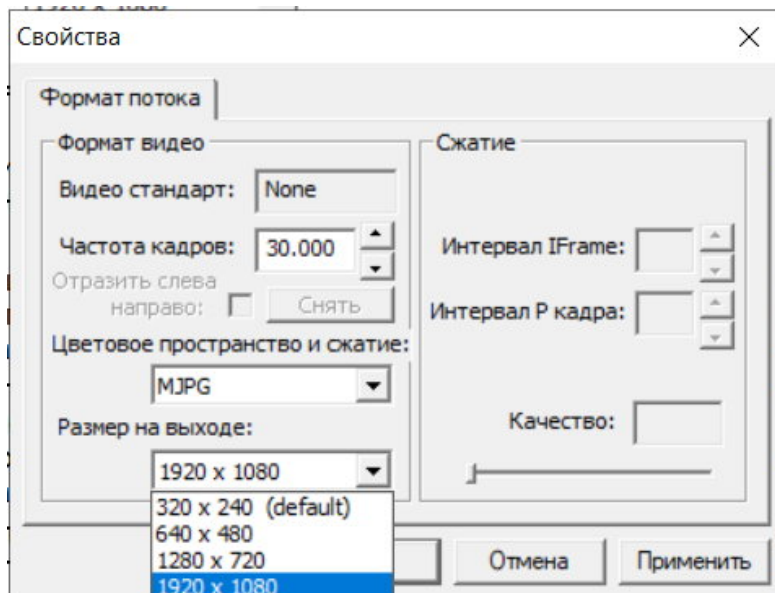 Свойства
Формат потока
Формат видео
Видео стандарт: None
Частота кадров: 30.000
Отразить слева
направо: Снять
Цветовое пространство и сжатие:
MJPG
Размер на выходе:
1920 x 1080
320 x 240 (default)
640 x 480
1280 x 720
1920 x 1080
Сжатие
Интервал IFrame:
Интервал P кадра:
Качество:
Отмена Применить